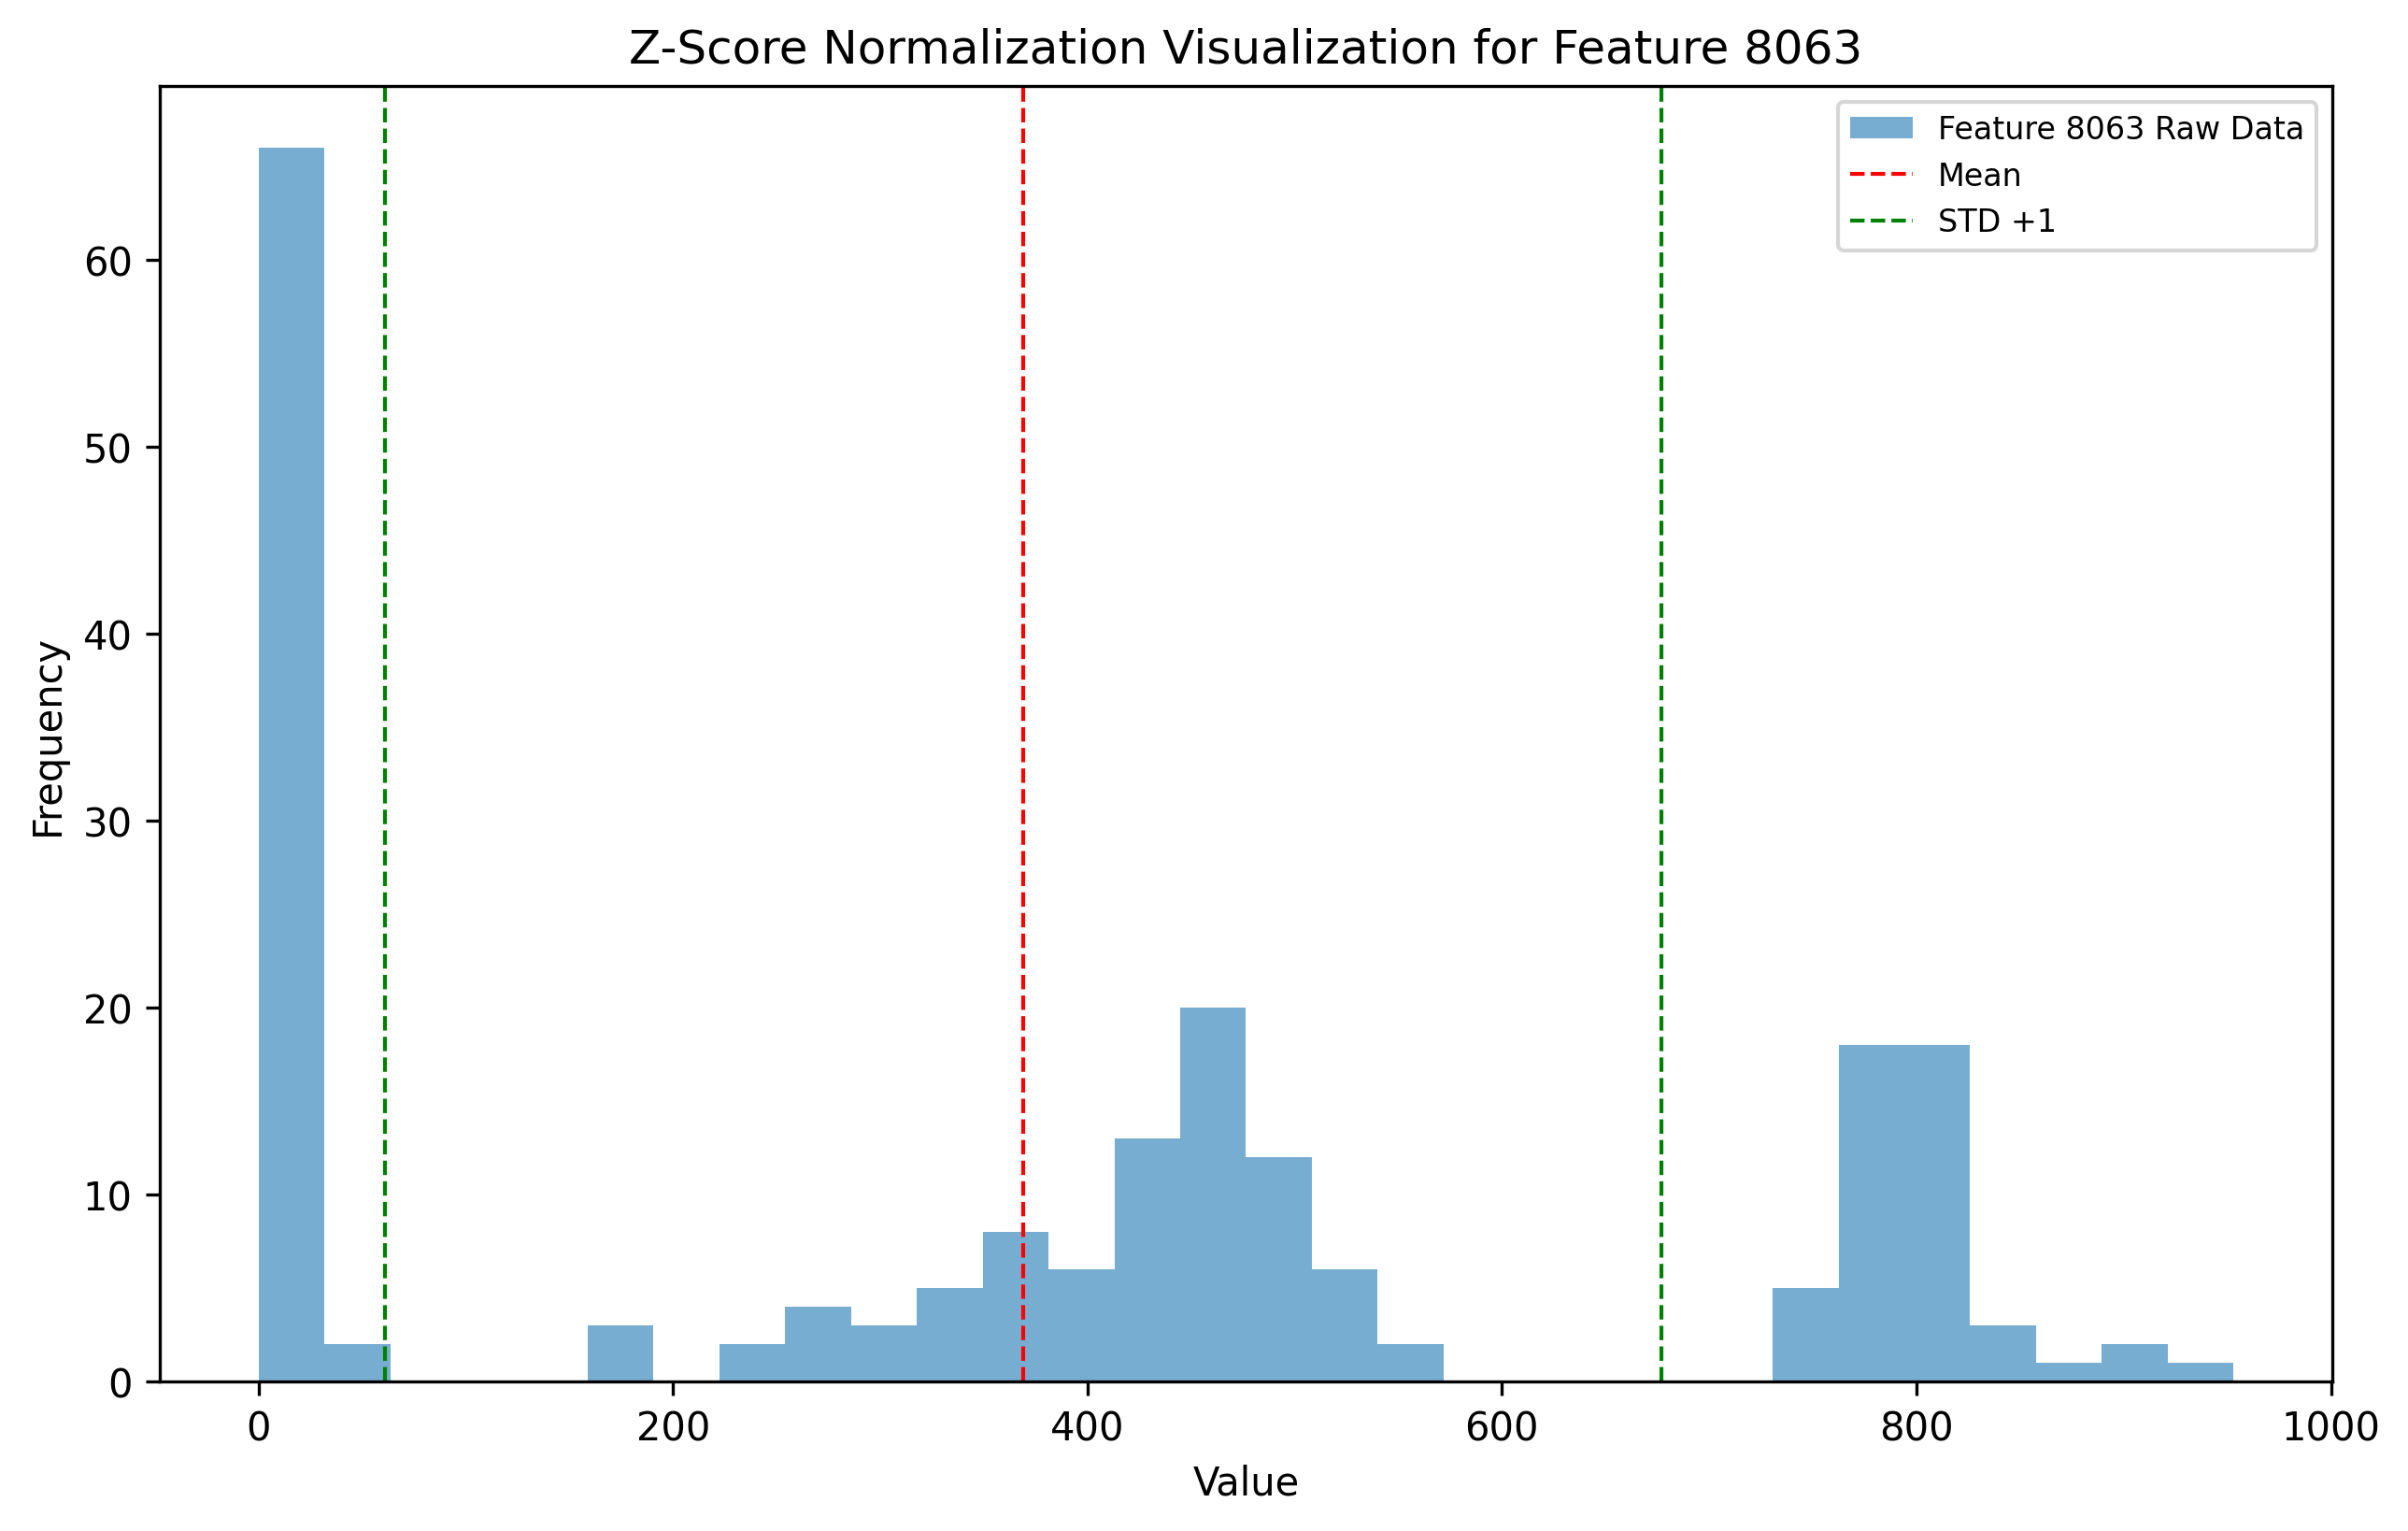 Z-Score Normalization Visualization for Feature 8063
Feature 8063 Raw Data
Mean
STD +1
Frequency
60
50
40
30
20
10
0
0 200 400 600 800 1000
Value